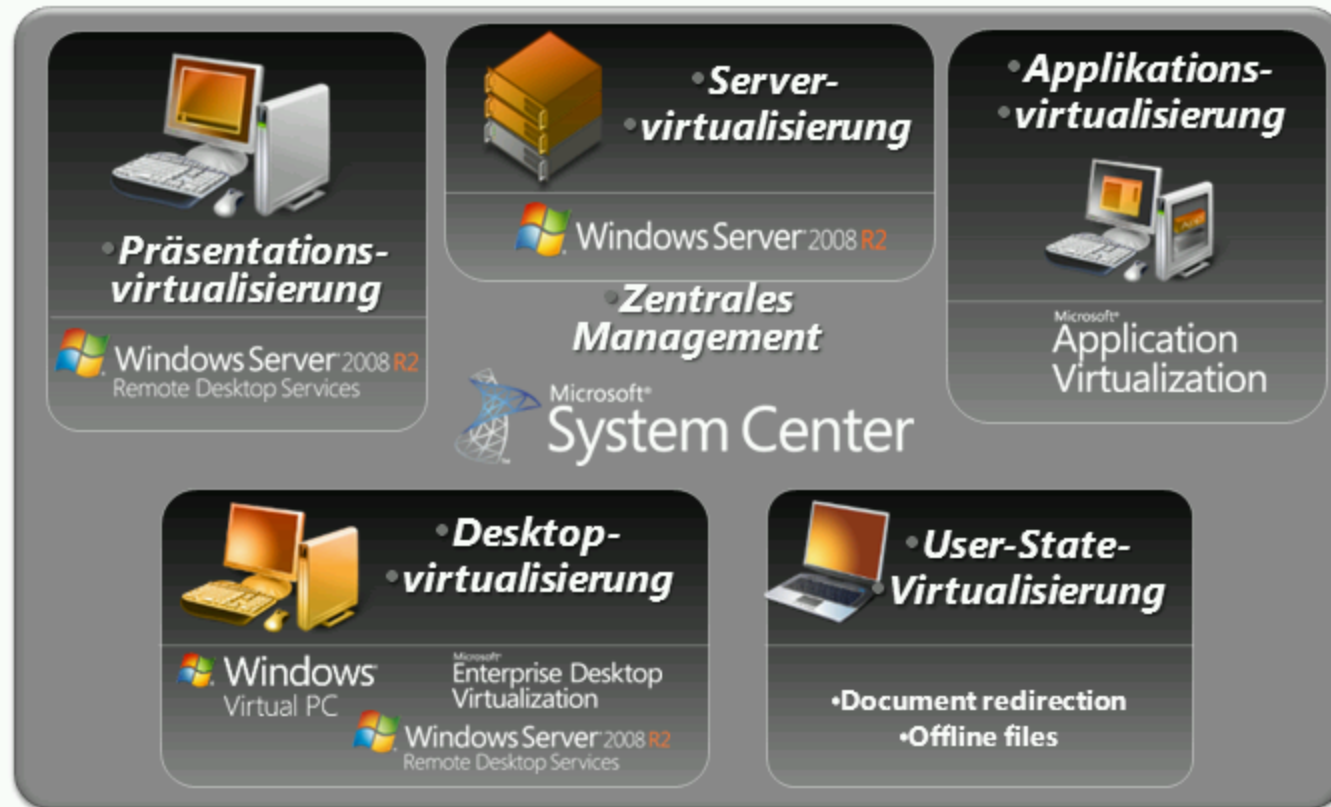 •Präsentations-
virtualisierung
Windows Server® 2008 R2
Remote Desktop Services
•Server-
•virtualisierung
Windows Server® 2008 R2
•Applikations-
•virtualisierung
Microsoft®
Application
Virtualization
•Zentrales
Management
Microsoft®
System Center
™
•Desktop-
•virtualisierung
Windows®
Virtual PC
Microsoft®
Enterprise Desktop
Virtualization
Windows Server® 2008 R2
Remote Desktop Services
•User-State-
•Virtualisierung
•Document redirection
•Offline files